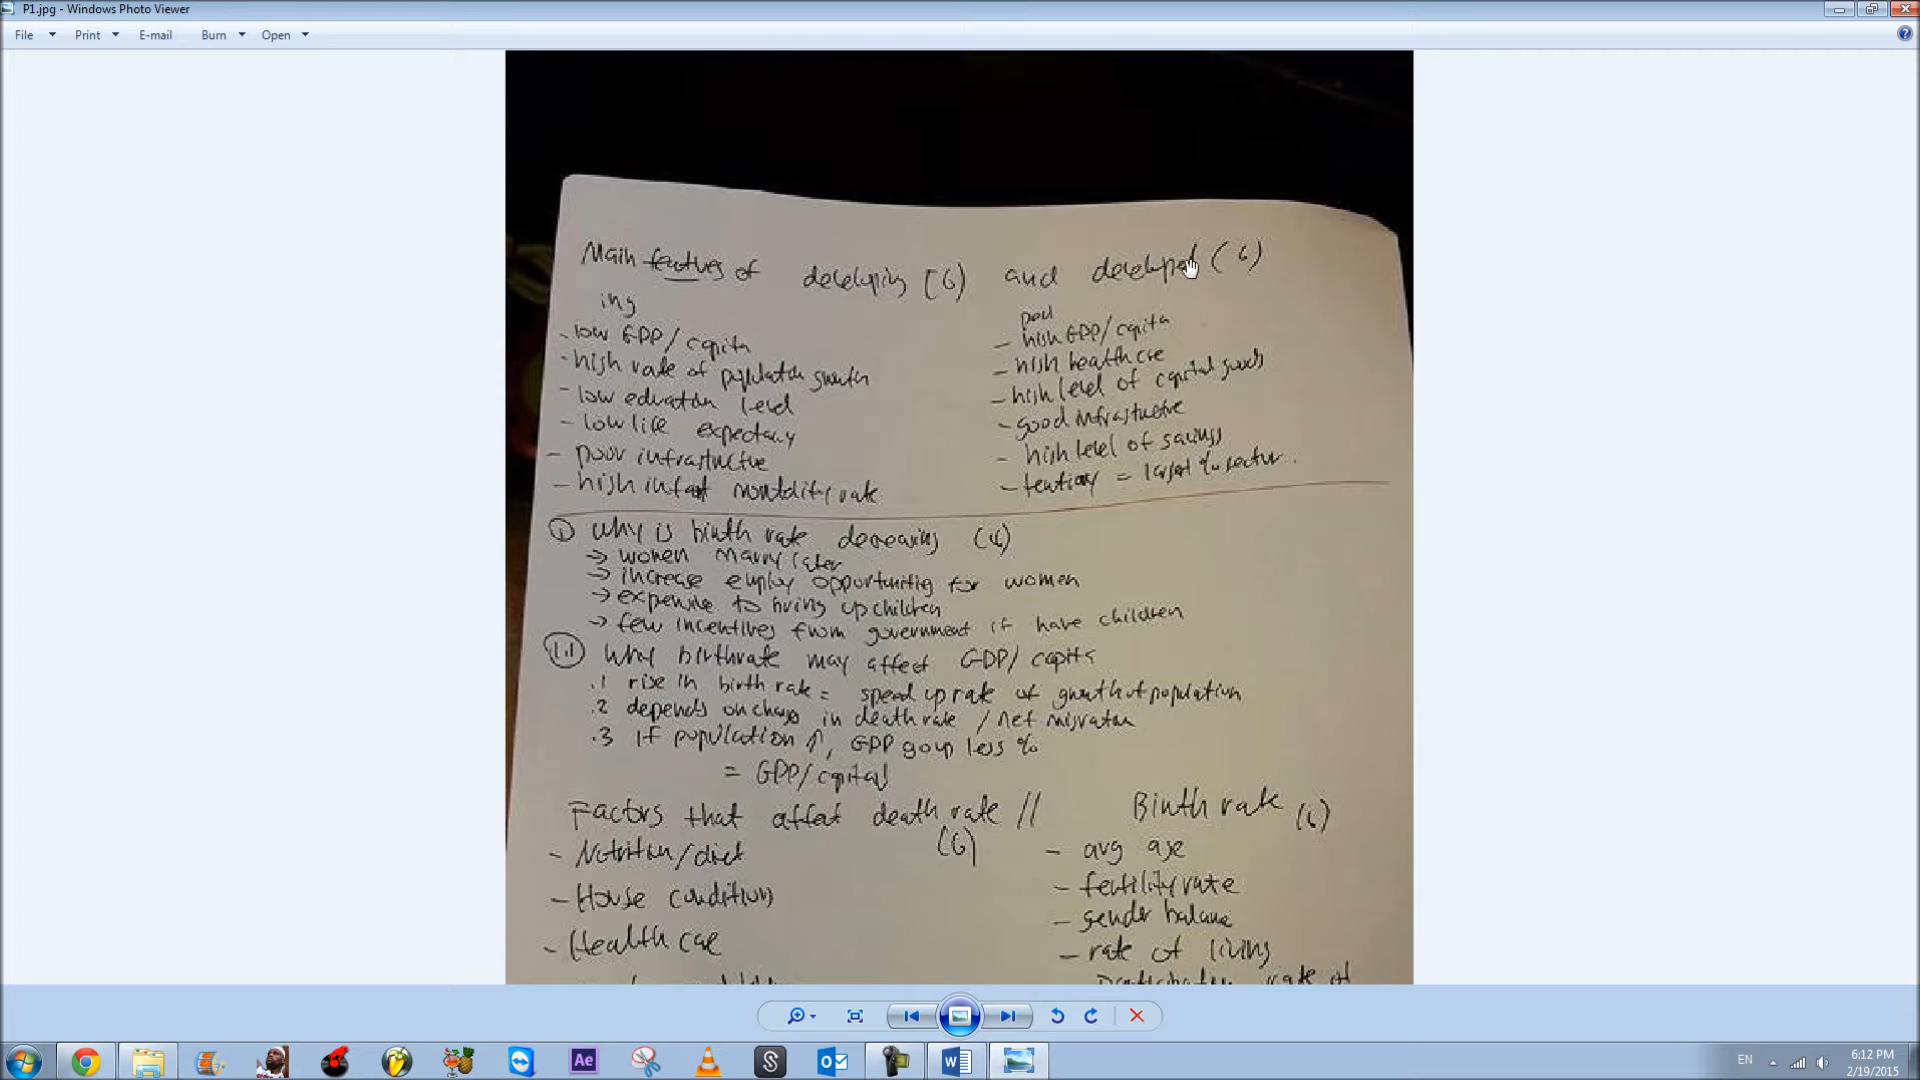 P1.jpg - Windows Photo Viewer
File Print E-mail Burn Open
Main features of developing [6) and developed (6)
ing
- low GDP/capita
- high rate of population growth
- low education level
- low life expectancy
- poor infrastructure
- high infant mortality rate
ped
- high GDP/capita
- high health care
- high level of capital goods
- good infrastructure
- high level of savings
- tertiary = largest % sector..
① Why is birth rate decreasing (4)
→ women marry later
→ increase employ opportunities for women
→ expensive to bring up children
→ few incentives from government if have children
1.1 Why birthrate may affect GDP/capita
.1 rise in birth rate = speed up rate of growth of population
.2 depends on change in death rate / net migration
.3 If population ↑, GDP go up less %
= GDP/capita↓
Factors that affect death rate // (6)
- Nutrition/diet
- House conditions
- Health care
Birth rate (6)
- avg age
- fertility rate
- gender balance
- rate of living
participation rate of
Ae
S
EN
6:12 PM
2/19/2015